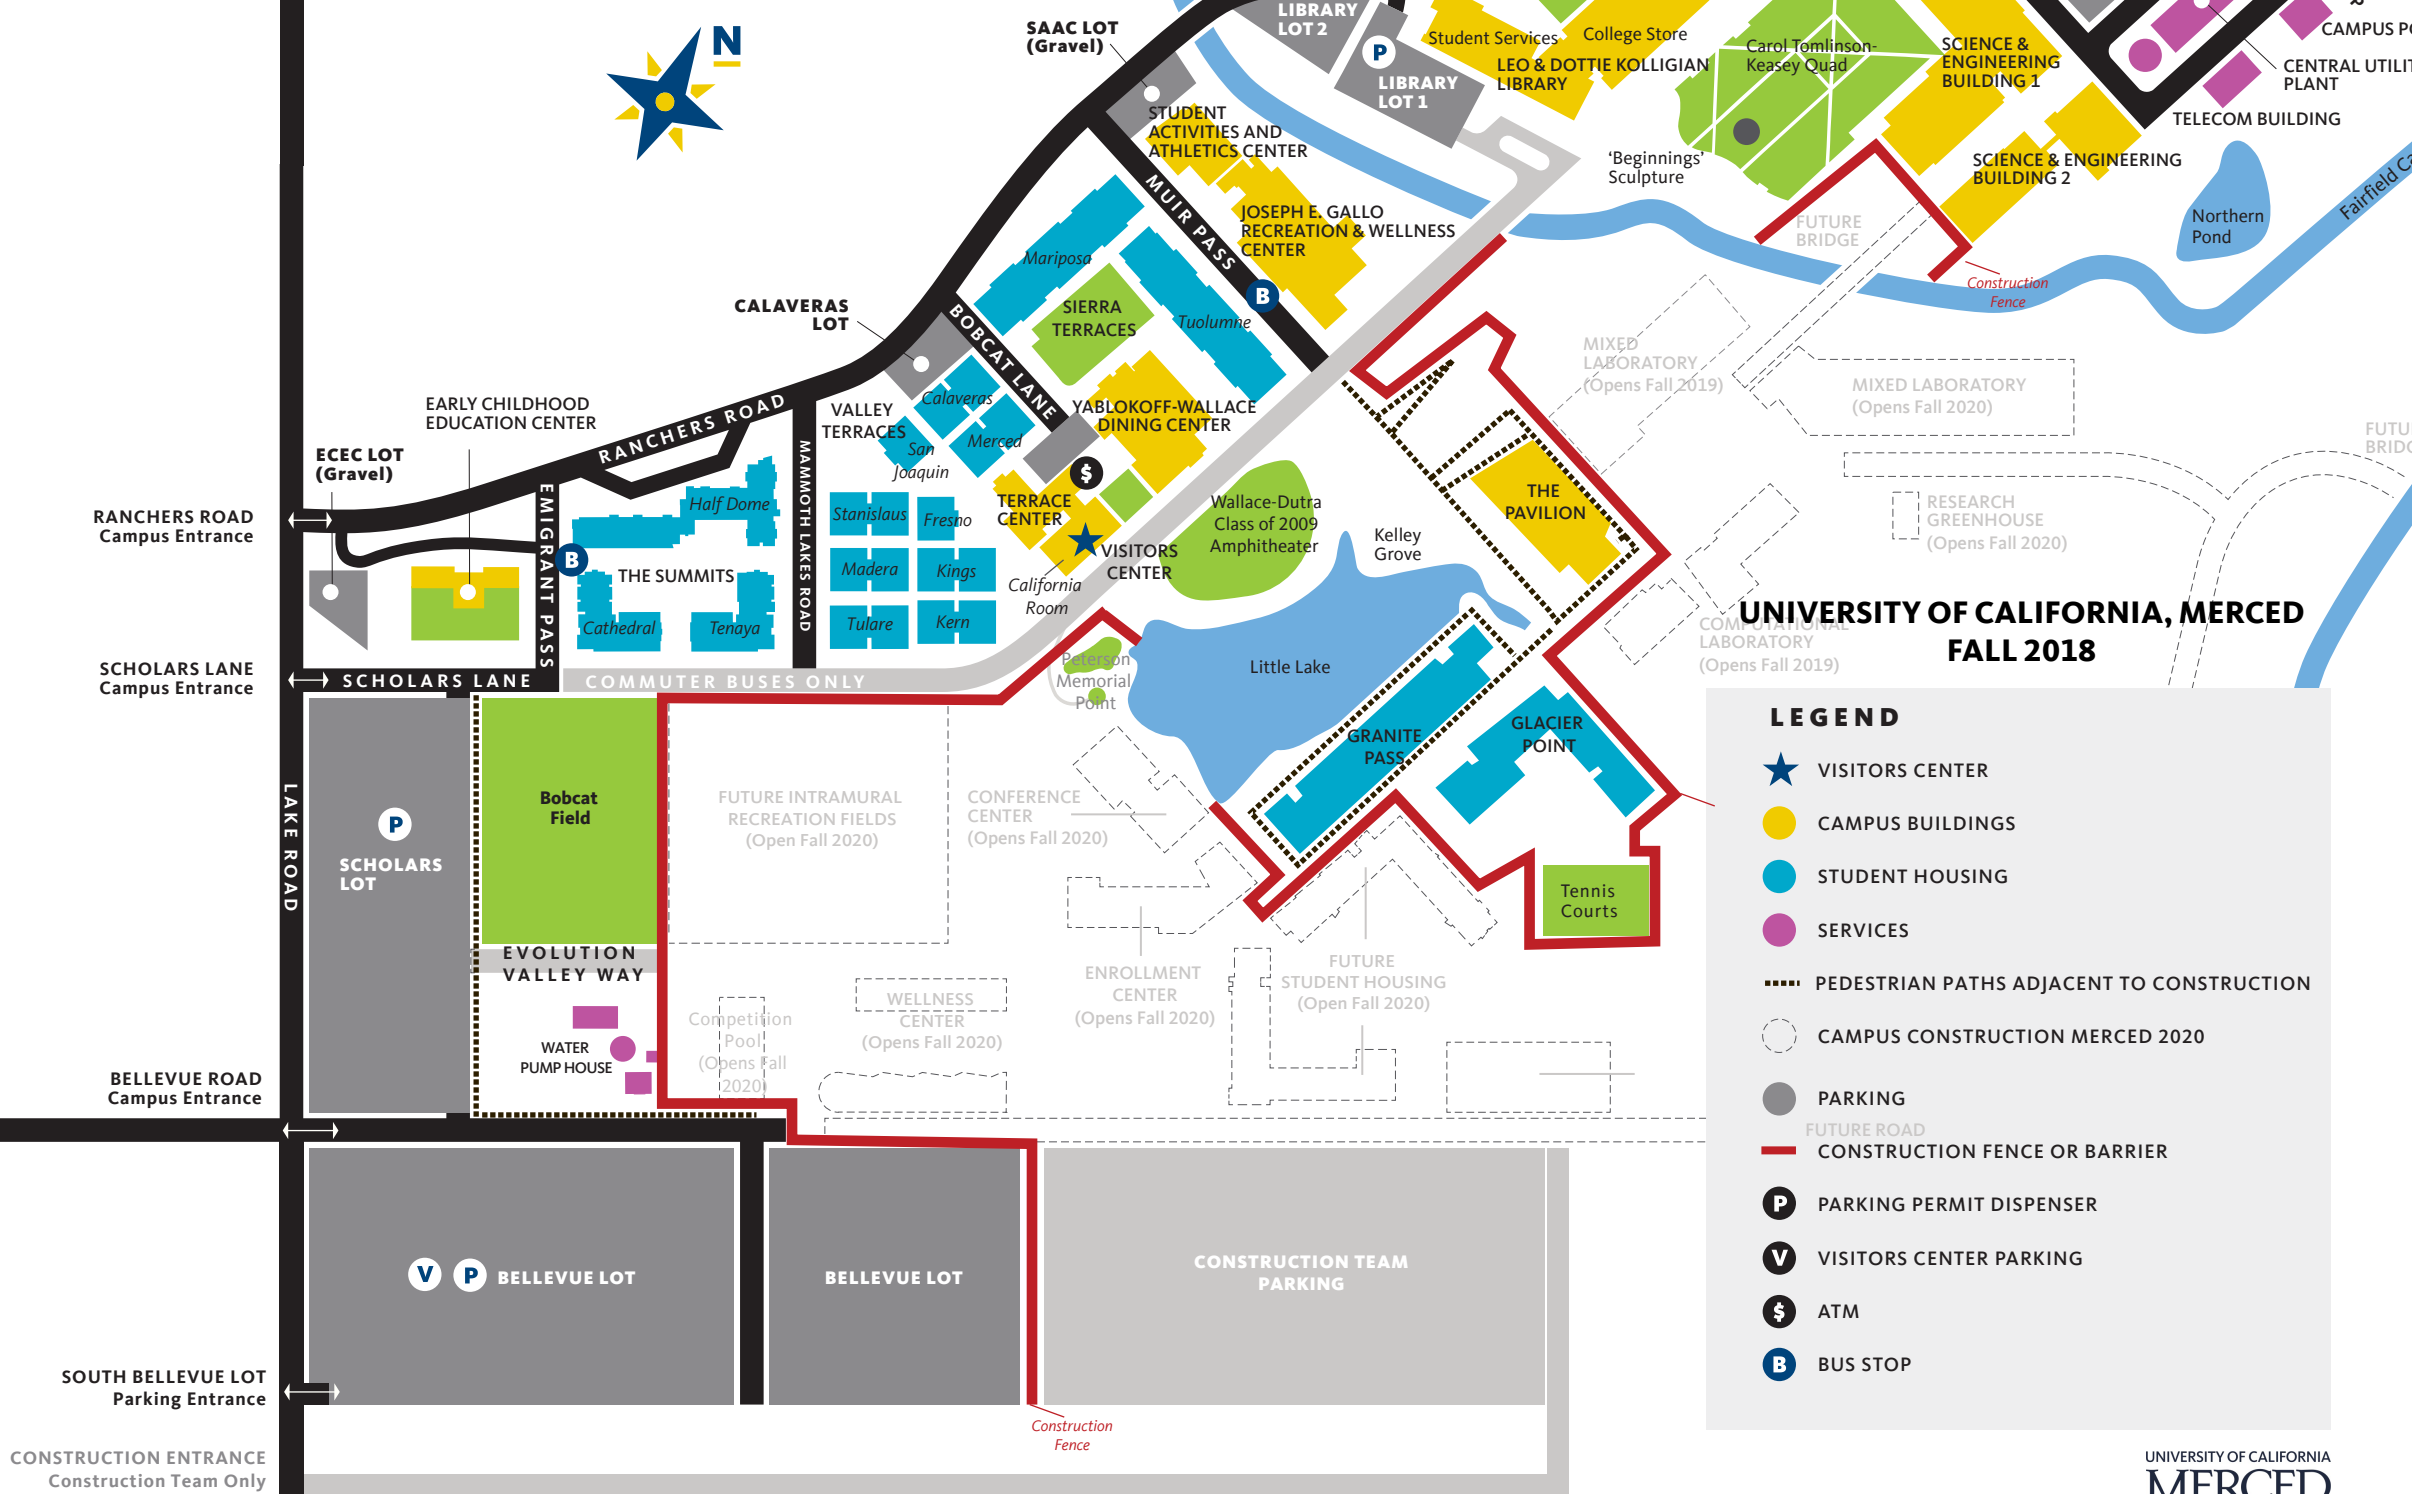 LIBRARY
LOT 2
SAAC LOT
(Gravel)
N
P
LIBRARY
LOT 1
Student Services
College Store
LEO & DOTTIE KOLLIGIAN
LIBRARY
Carol Tomlinson-
Keasey Quad
SCIENCE &
ENGINEERING
BUILDING 1
CENTRAL
PLANT
TELECOM BUILDING
CAMPUS
STUDENT
ACTIVITIES AND
ATHLETICS CENTER
'Beginnings'
Sculpture
SCIENCE & ENGINEERING
BUILDING 2
Northern
Pond
Fairfield
MUIR PASS
JOSEPH E. GALLO
RECREATION & WELLNESS
CENTER
FUTURE
BRIDGE
Construction
Fence
Mariposa
B
SIERRA
TERRACES
Tuolumne
CALAVERAS
LOT
BOBCAT LANE
MIXED
LABORATORY
(Opens Fall 2019)
MIXED LABORATORY
(Opens Fall 2020)
EARLY CHILDHOOD
EDUCATION CENTER
RANCHERS ROAD
VALLEY
TERRACES
Calaveras
Merced
San
Joaquin
YABLOKOFF-WALLACE
DINING CENTER
ECEC LOT
(Gravel)
$
RANCHERS ROAD
Campus Entrance
EMIGRANT PASS
B
Half Dome
MAMMOTH LAKES ROAD
Stanislaus
Fresno
TERRACE
CENTER
Wallace-Dutra
Class of 2009
Amphitheater
Kelley
Grove
THE
PAVILION
RESEARCH
GREENHOUSE
(Opens Fall 2020)
THE SUMMITS
Madera
Kings
VISITORS
CENTER
California
Room
Cathedral
Tenaya
Tulare
Kern
UNIVERSITY OF CALIFORNIA, MERCED
FALL 2018
COMPUTATIONAL
LABORATORY
(Opens Fall 2019)
SCHOLARS LANE
Campus Entrance
SCHOLARS LANE
COMMUTER BUSES ONLY
Peterson
Memorial
Point
Little Lake
GRANITE
PASS
GLACIER
POINT
LAKE ROAD
P
SCHOLARS
LOT
Bobcat
Field
FUTURE INTRAMURAL
RECREATION FIELDS
(Open Fall 2020)
CONFERENCE
CENTER
(Opens Fall 2020)
Tennis
Courts
EVOLUTION
VALLEY WAY
WATER
PUMP HOUSE
Competition
Pool
(Opens Fall
2020)
WELLNESS
CENTER
(Opens Fall 2020)
ENROLLMENT
CENTER
(Opens Fall 2020)
FUTURE
STUDENT HOUSING
(Open Fall 2020)
BELLEVUE ROAD
Campus Entrance
V P BELLEVUE LOT
BELLEVUE LOT
CONSTRUCTION TEAM
PARKING
SOUTH BELLEVUE LOT
Parking Entrance
Construction
Fence
CONSTRUCTION ENTRANCE
Construction Team Only
LEGEND
VISITORS CENTER
CAMPUS BUILDINGS
STUDENT HOUSING
SERVICES
PEDESTRIAN PATHS ADJACENT TO CONSTRUCTION
CAMPUS CONSTRUCTION MERCED 2020
PARKING
FUTURE ROAD
CONSTRUCTION FENCE OR BARRIER
P PARKING PERMIT DISPENSER
V VISITORS CENTER PARKING
$ ATM
B BUS STOP
UNIVERSITY OF CALIFORNIA
MERCED